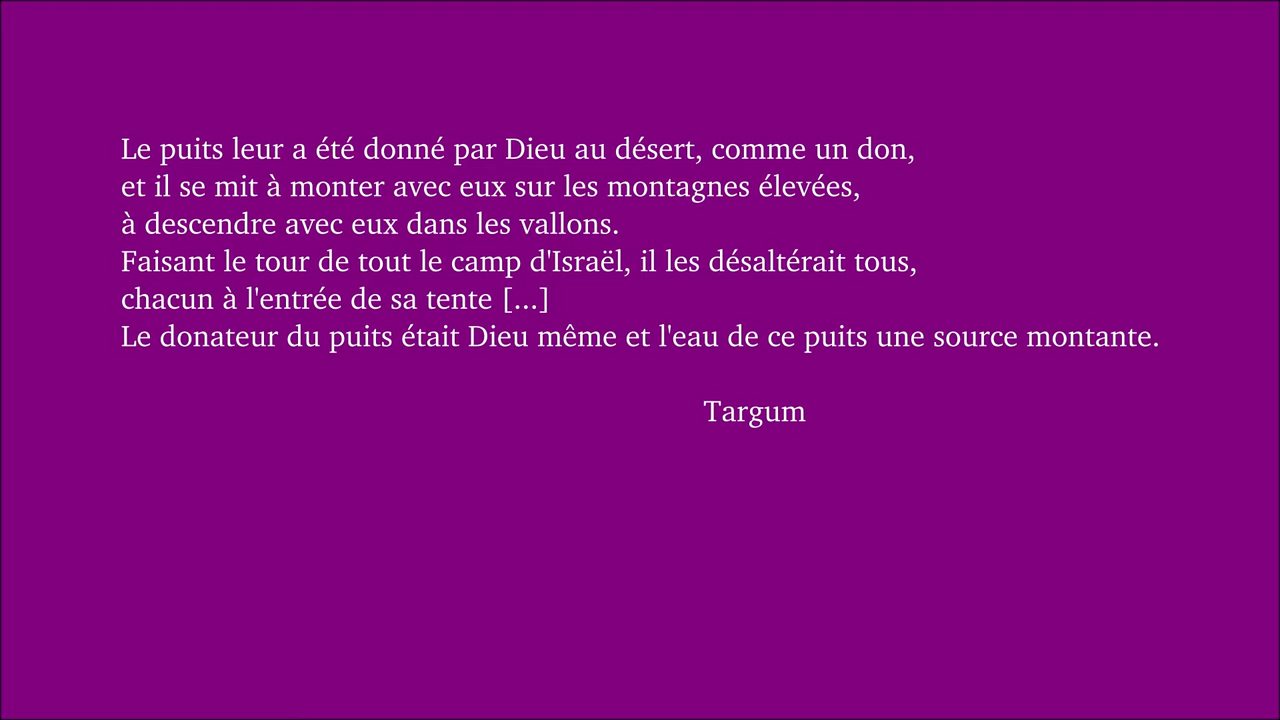 Le puits leur a été donné par Dieu au désert, comme un don,
et il se mit à monter avec eux sur les montagnes élevées,
à descendre avec eux dans les vallons.
Faisant le tour de tout le camp d'Israël, il les désaltérait tous,
chacun à l'entrée de sa tente [...]
Le donateur du puits était Dieu même et l'eau de ce puits une source montante.
Targum